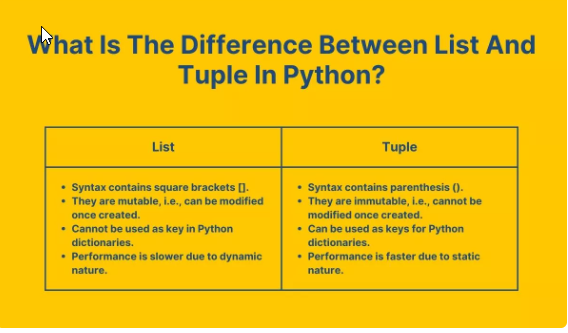 What Is The Difference Between List And
Tuple In Python?
List
Tuple
• Syntax contains square brackets [].
• They are mutable, i.e., can be modified
once created.
• Cannot be used as key in Python
dictionaries.
• Performance is slower due to dynamic
nature.
• Syntax contains parenthesis ().
• They are immutable, i.e., cannot be
modified once created.
• Can be used as keys for Python
dictionaries.
• Performance is faster due to static
nature.